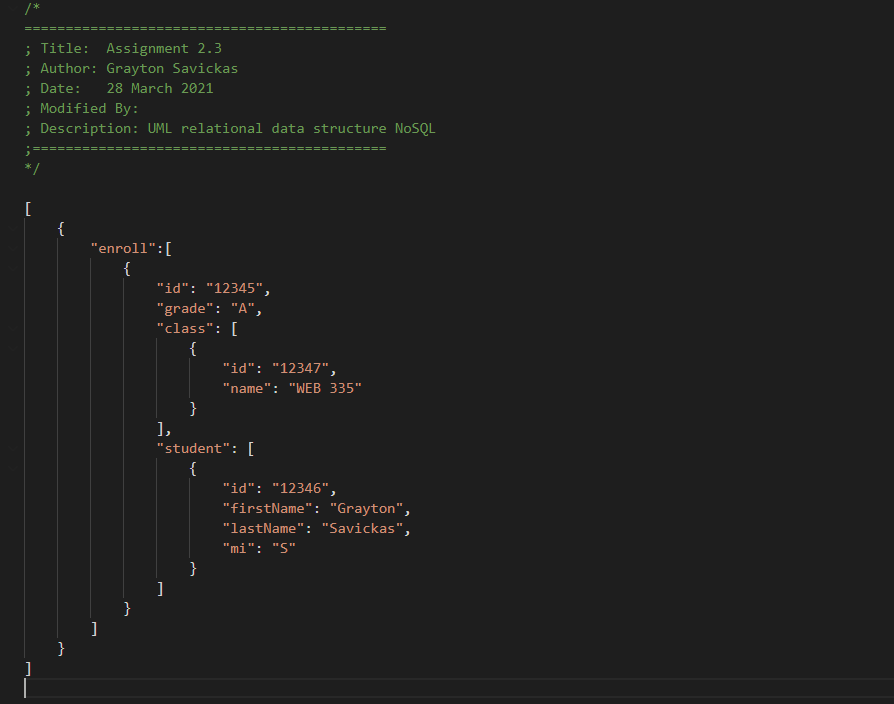 /*
============================================
; Title:  Assignment 2.3
; Author: Grayton Savickas
; Date:   28 March 2021
; Modified By:
; Description: UML relational data structure NoSQL
;===========================================
*/

[
    {
        "enroll":[
            {
                "id": "12345",
                "grade": "A",
                "class": [
                    {
                        "id": "12347",
                        "name": "WEB 335"
                    }
                ],
                "student": [
                    {
                        "id": "12346",
                        "firstName": "Grayton",
                        "lastName": "Savickas",
                        "mi": "S"
                    }
                ]
            }
        ]
    }
]